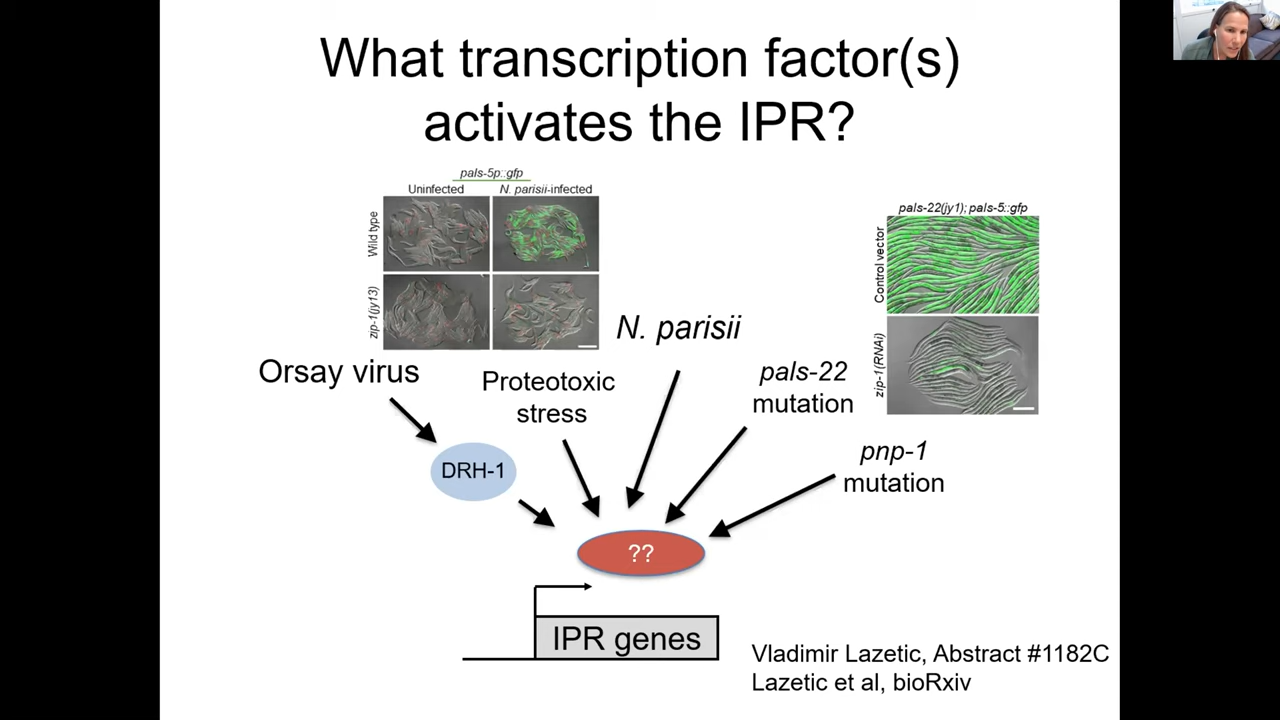 What transcription factor(s)
activates the IPR?
pals-5p::gfp
Uninfected
N. parisii-infected
Wild type
zip-1(jy13)
pals-22(jy1); pals-5::gfp
Control vector
zip-1(RNAi)
Orsay virus
Proteotoxic
stress
N. parisii
pals-22
mutation
pnp-1
mutation
DRH-1
??
IPR genes
Vladimir Lazetic, Abstract #1182C
Lazetic et al, bioRxiv